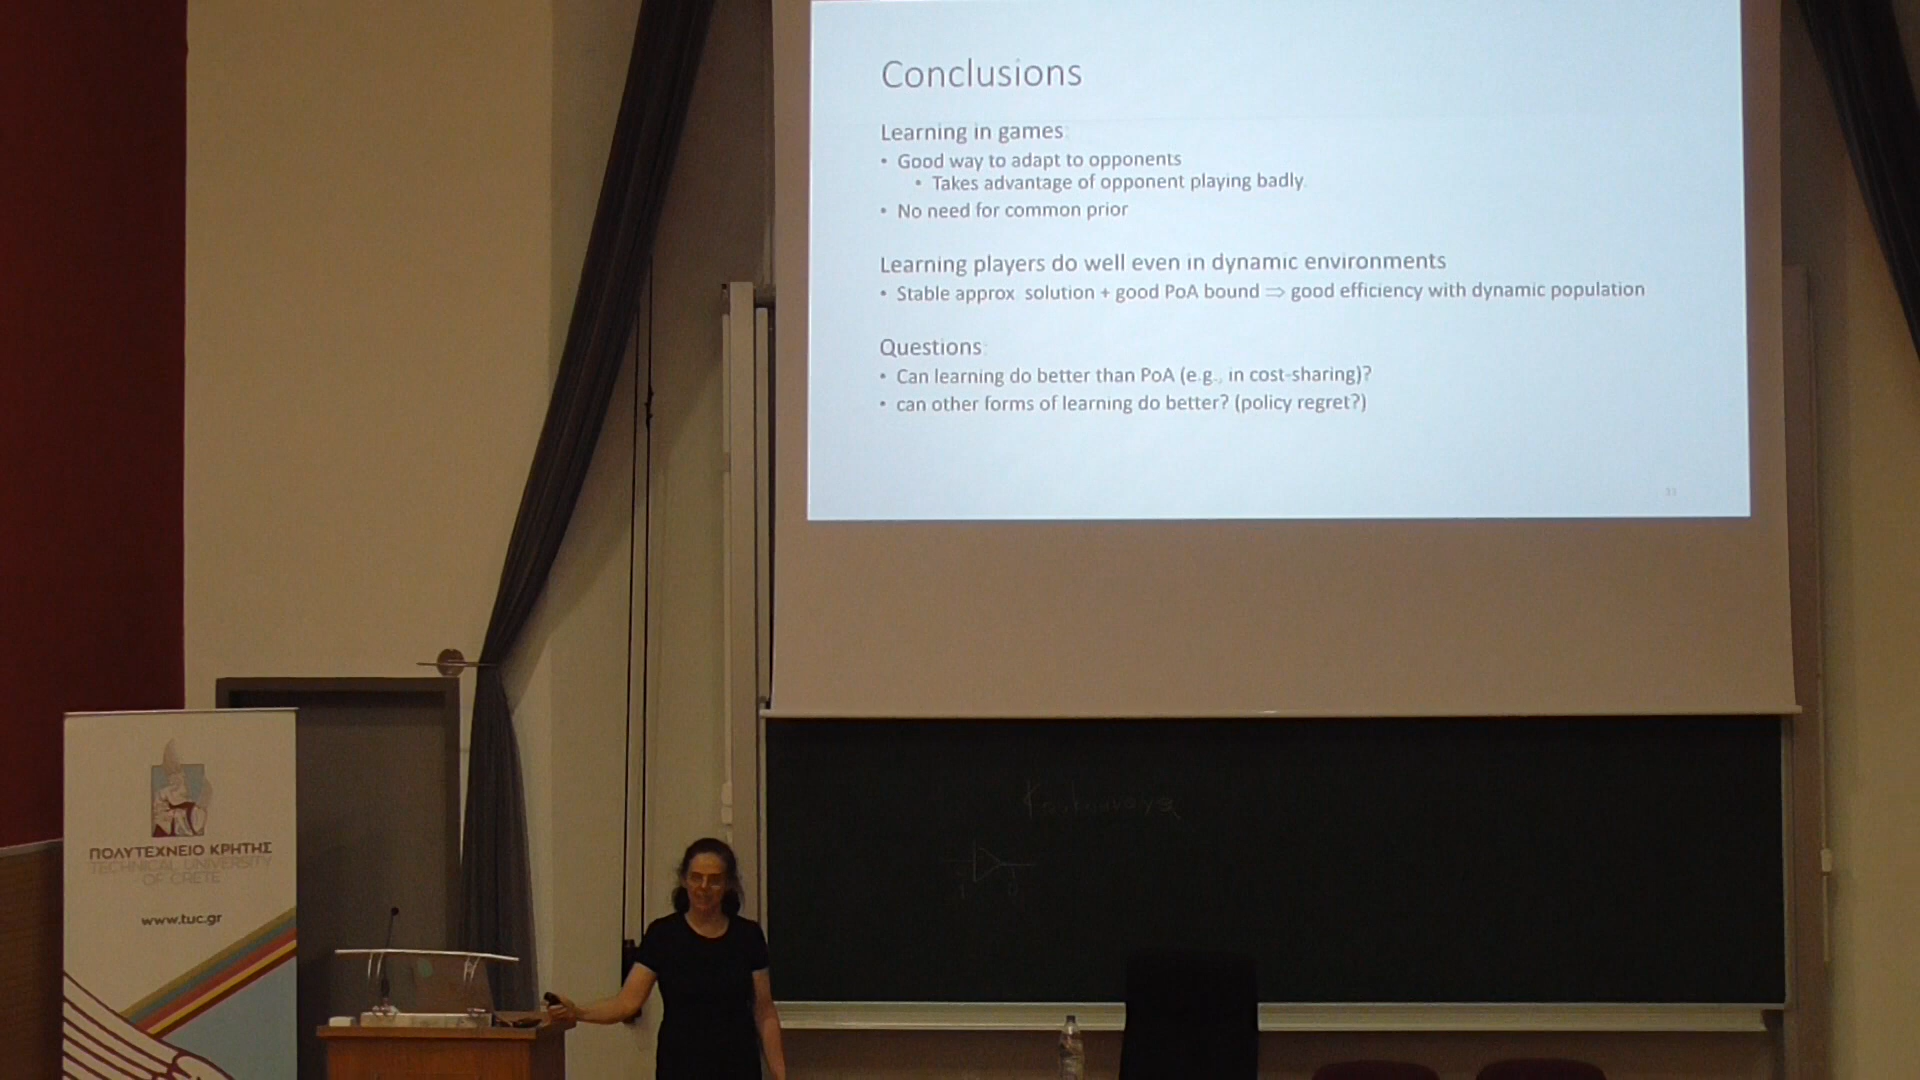 Conclusions
Learning in games:
• Good way to adapt to opponents
• Takes advantage of opponent playing badly.
• No need for common prior
Learning players do well even in dynamic environments
• Stable approx. solution + good PoA bound ⇒ good efficiency with dynamic population
Questions:
• Can learning do better than PoA (e.g., in cost-sharing)?
• can other forms of learning do better? (policy regret?)
33
ΠΟΛΥΤΕΧΝΕΙΟ ΚΡΗΤΗΣ
TECHNICAL UNIVERSITY
OF CRETE
www.tuc.gr